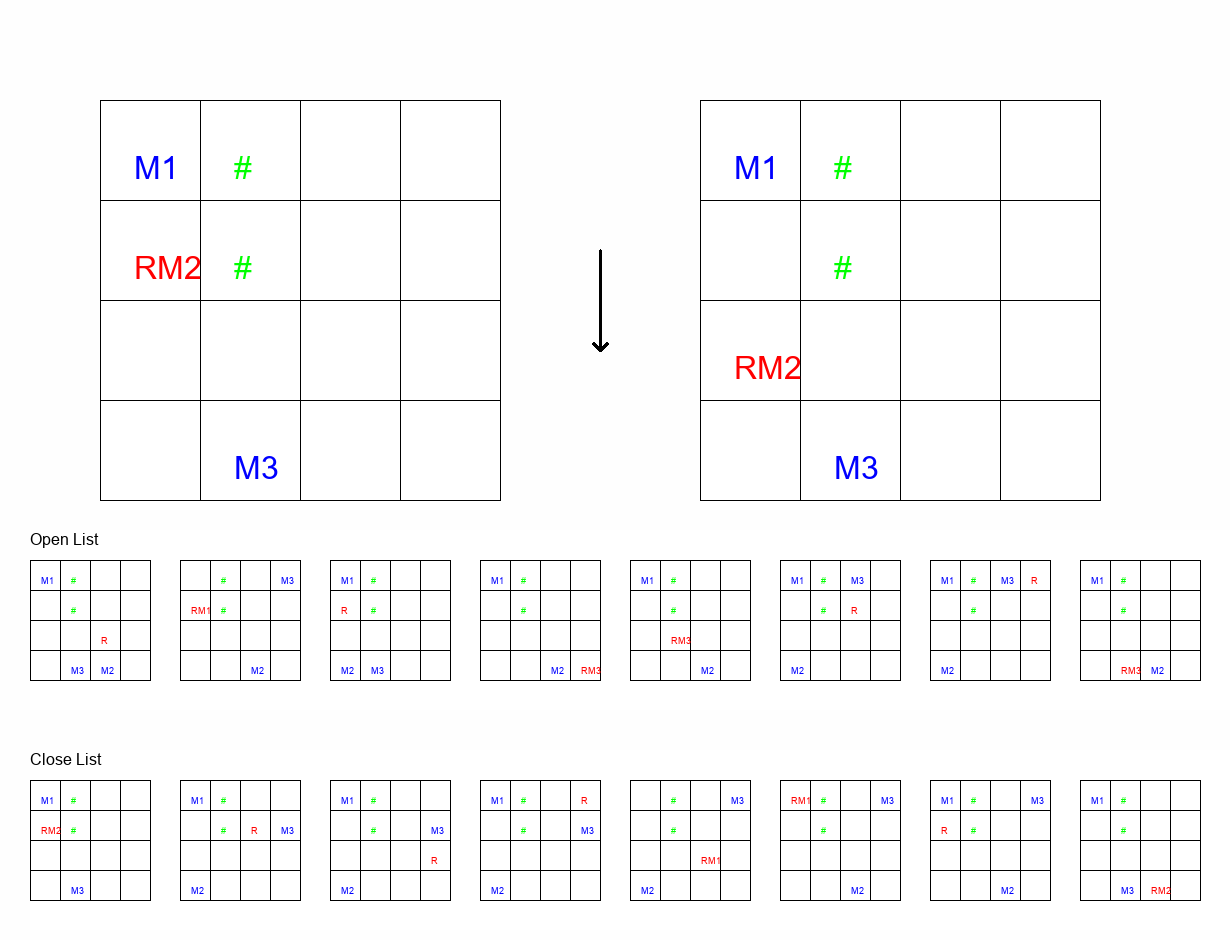 M1 # M1 #
RM2 # #
RM2
M3 M3
Open List
M1 # # M3 M1 # M1 # M1 # M1 # M3 M1 # M3 R M1 #
# RM1 # R # # # # R # #
R RM3
M3 M2 M2 M2 M3 M2 RM3 M2 M2 M2 RM3 M2
Close List
M1 # M1 # M1 # M1 # R # M3 RM1 # M3 M1 # M3 M1 #
RM2 # # R M3 # M3 # M3 # # R # #
R RM1
M3 M2 M2 M2 M2 M2 M2 M3 RM2